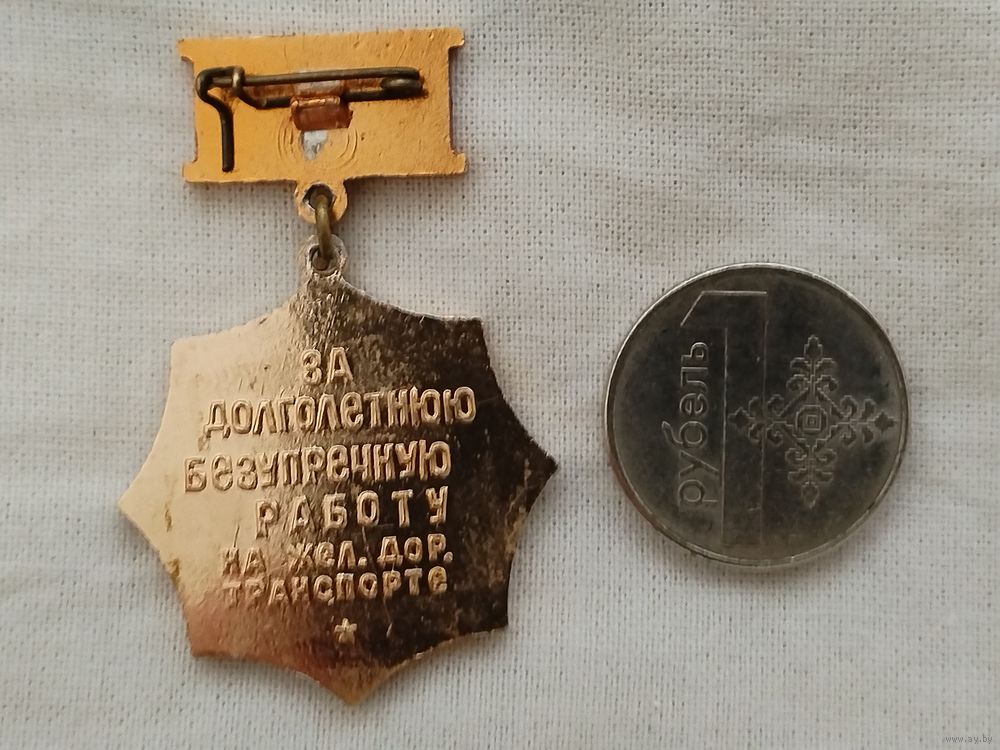 ЗА
ДОЛГОЛЕТНЮЮ
БЕЗУПРЕЧНУЮ
РАБОТУ
НА ЖЕЛ. ДОР.
ТРАНСПОРТЕ
1
рубель
www.ay.by